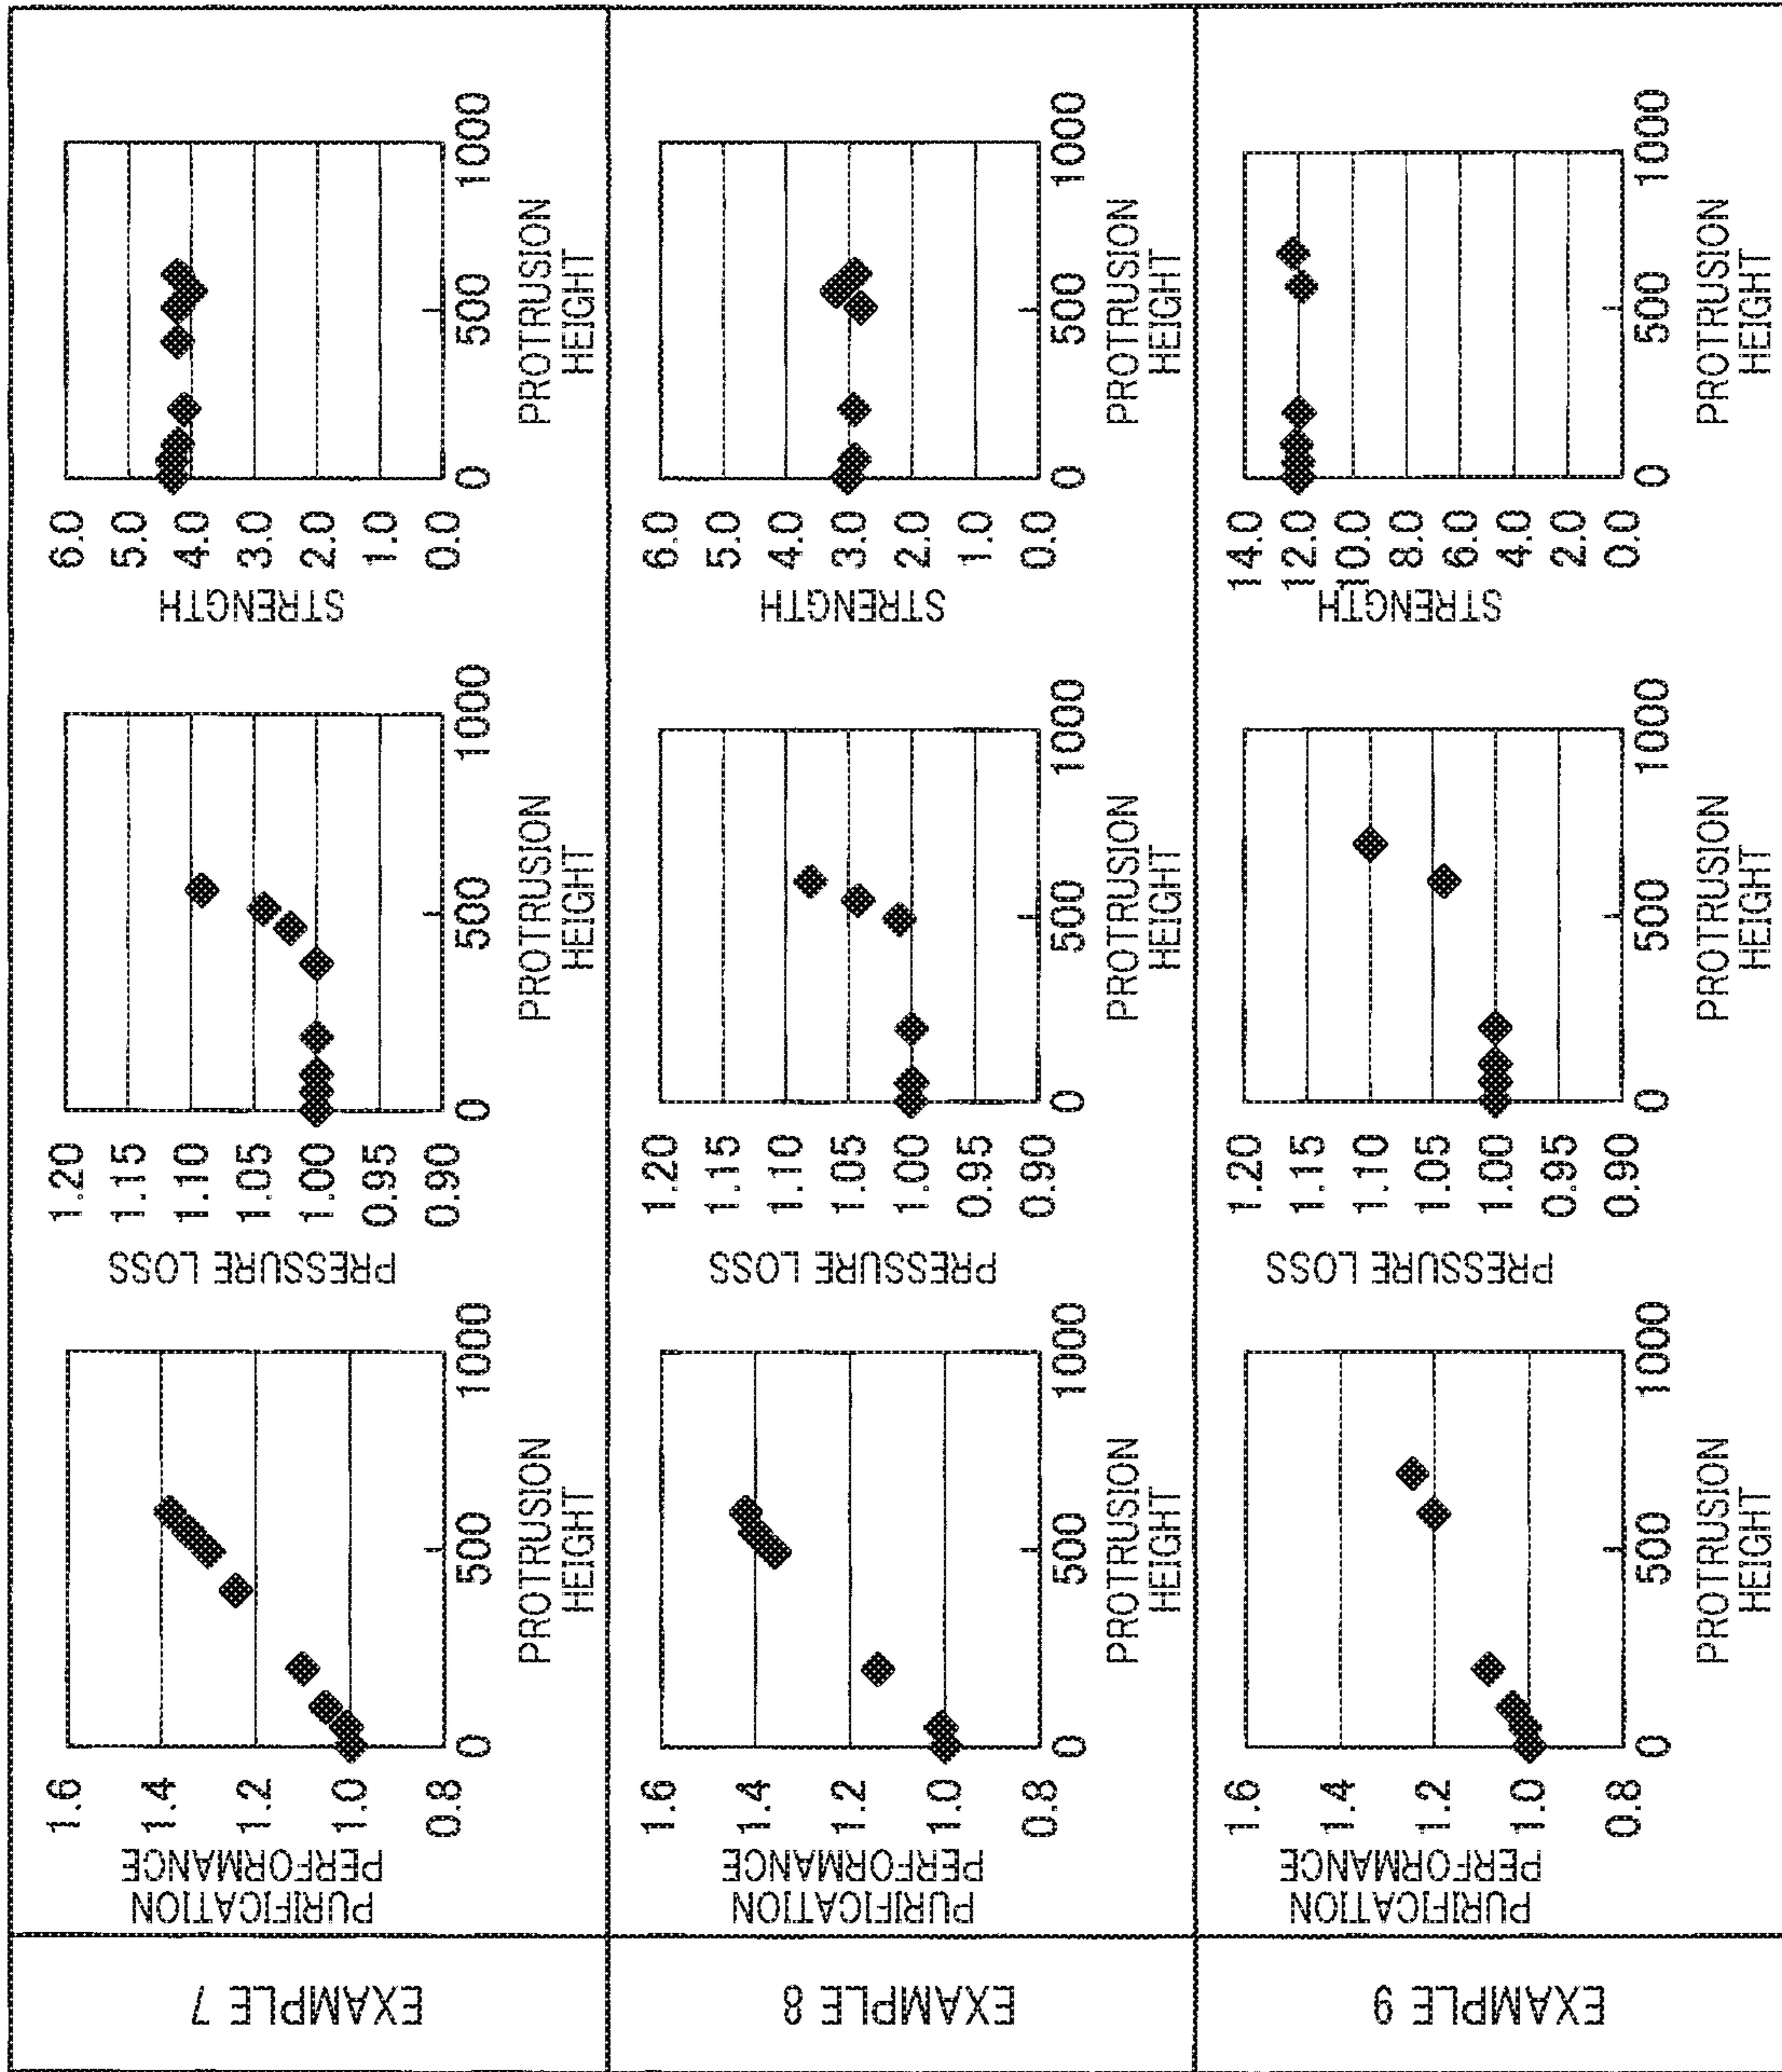 EXAMPLE 7
PURIFICATION
PERFORMANCE
1.6
1.4
1.2
1.0
0.8
0 500 1000
PROTRUSION
HEIGHT
PRESSURE LOSS
1.20
1.15
1.10
1.05
1.00
0.95
0.90
0 500 1000
PROTRUSION
HEIGHT
STRENGTH
6.0
5.0
4.0
3.0
2.0
1.0
0.0
0 500 1000
PROTRUSION
HEIGHT
EXAMPLE 8
PURIFICATION
PERFORMANCE
1.6
1.4
1.2
1.0
0.8
0 500 1000
PROTRUSION
HEIGHT
PRESSURE LOSS
1.20
1.15
1.10
1.05
1.00
0.95
0.90
0 500 1000
PROTRUSION
HEIGHT
STRENGTH
6.0
5.0
4.0
3.0
2.0
1.0
0.0
0 500 1000
PROTRUSION
HEIGHT
EXAMPLE 9
PURIFICATION
PERFORMANCE
1.6
1.4
1.2
1.0
0.8
0 500 1000
PROTRUSION
HEIGHT
PRESSURE LOSS
1.20
1.15
1.10
1.05
1.00
0.95
0.90
0 500 1000
PROTRUSION
HEIGHT
STRENGTH
14.0
12.0
10.0
8.0
6.0
4.0
2.0
0.0
0 500 1000
PROTRUSION
HEIGHT